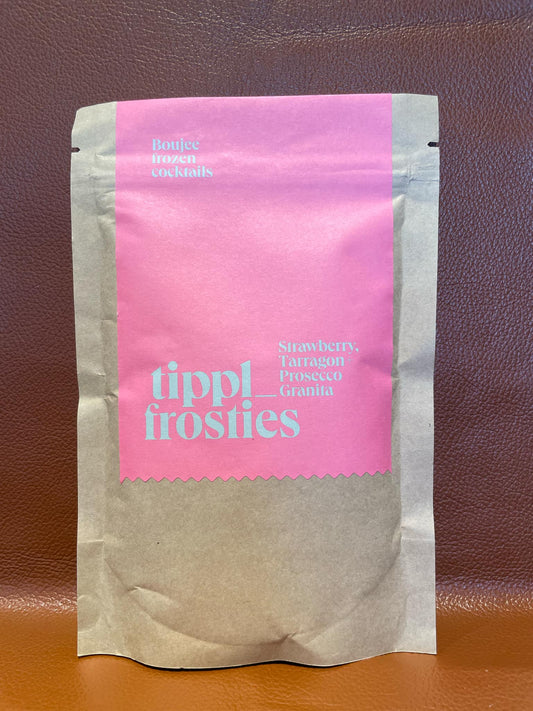 Boujee
frozen
cocktails
Strawberry,
Tarragon +
Prosecco
Granita
tippl_
frosties